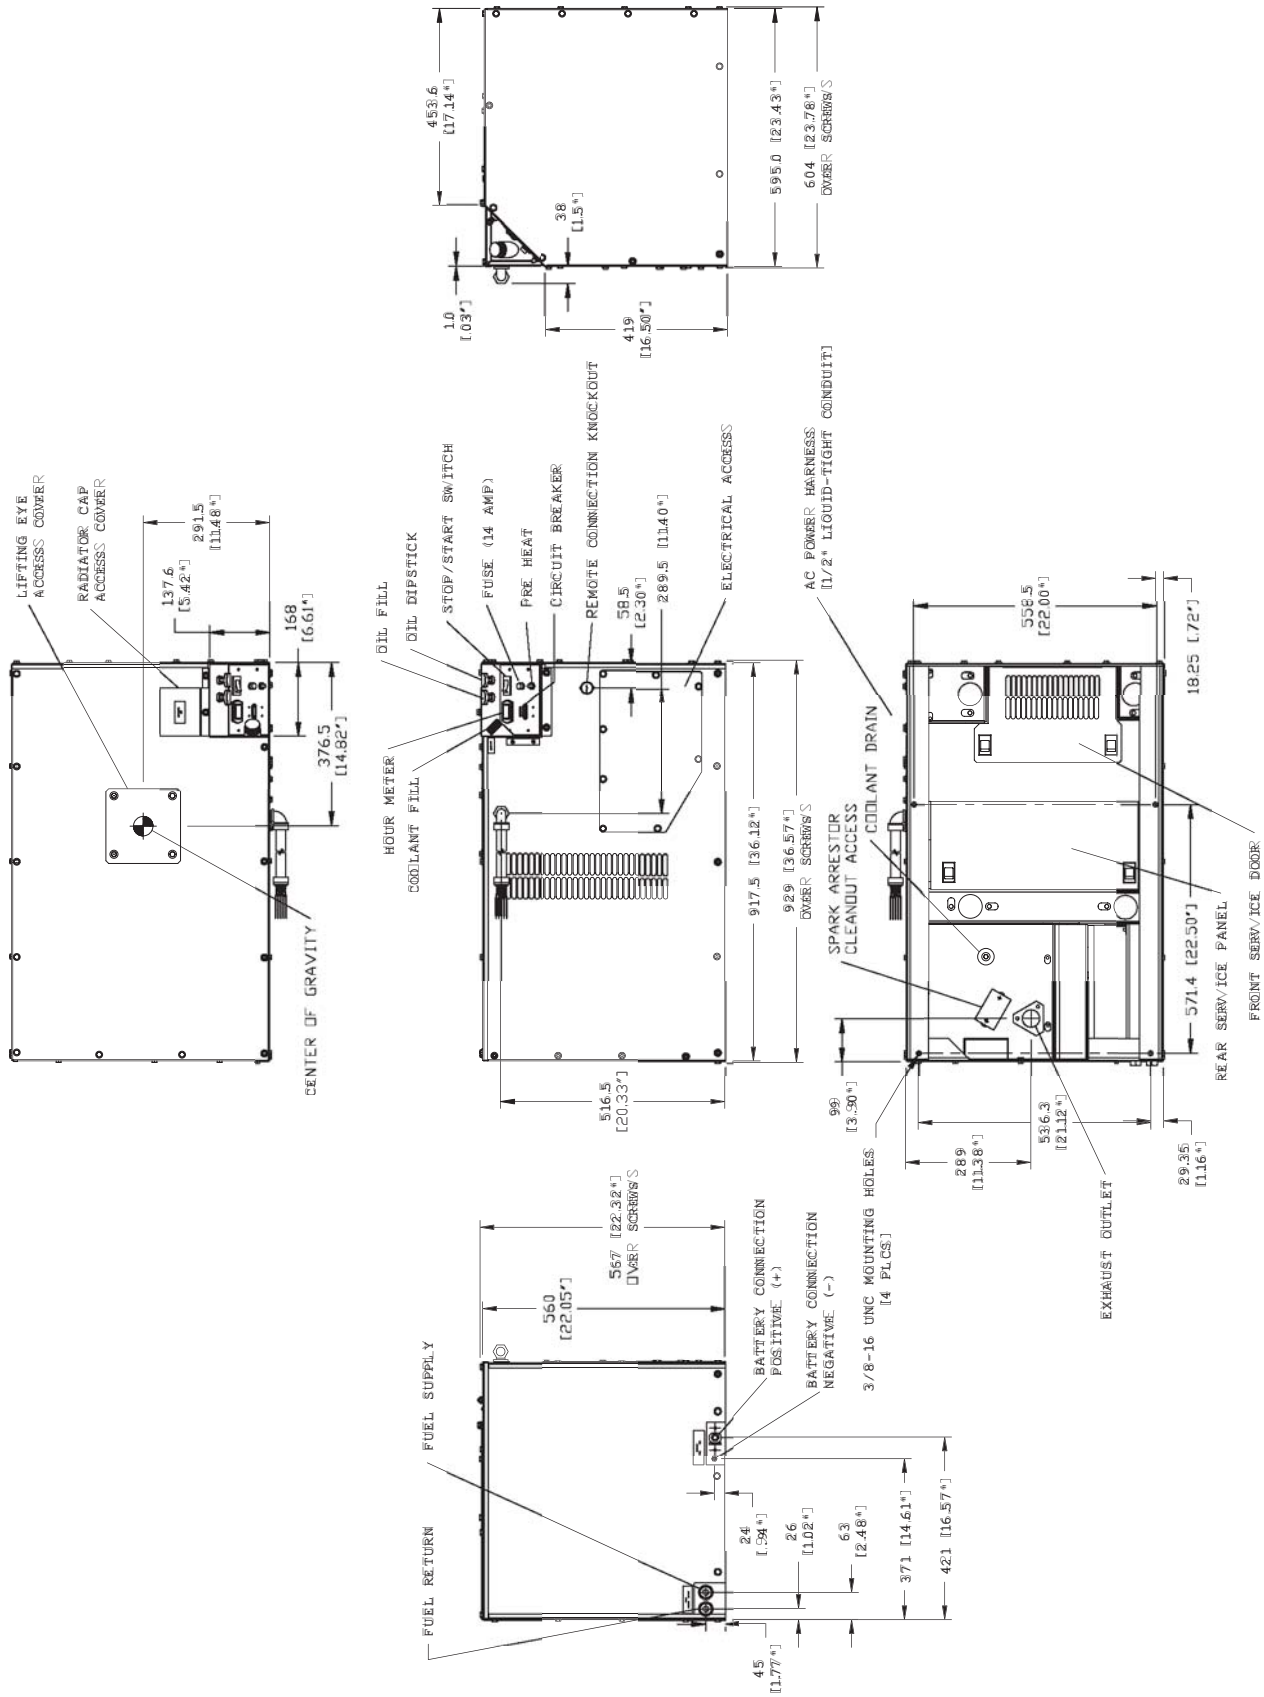 LIFTING EYE
ACCESS COVER
RADIATOR CAP
ACCESS COVER
137.6
[5.42"]
291.5
[11.48"]
168
[6.61"]
376.5
[14.82"]
CENTER OF GRAVITY
FUEL RETURN
FUEL SUPPLY
560
[22.05"]
567 [22.32"]
OVER SCREWS
BATTERY CONNECTION
POSITIVE (+)
BATTERY CONNECTION
NEGATIVE (-)
45
[1.77"]
24
[.94"]
26
[1.02"]
63
[2.48"]
371 [14.61"]
421 [16.57"]
HOUR METER
COOLANT FILL
OIL FILL
OIL DIPSTICK
STOP/START SWITCH
FUSE (14 AMP)
PRE HEAT
CIRCUIT BREAKER
REMOTE CONNECTION KNOCKOUT
58.5
[2.30"]
289.5 [11.40"]
ELECTRICAL ACCESS
516.5
[20.33"]
917.5 [36.12"]
929 [36.57"]
OVER SCREWS
453.6
[17.14"]
1.0
[.03"]
38
[1.5"]
419
[16.50"]
595.0 [23.43"]
604 [23.78"]
OVER SCREWS
AC POWER HARNESS
[1/2" LIQUID-TIGHT CONDUIT]
SPARK ARRESTOR
CLEANOUT ACCESS
COOLANT DRAIN
99
[3.90"]
3/8-16 UNC MOUNTING HOLES
[4 PLCS]
289
[11.38"]
536.3
[21.12"]
558.5
[22.00"]
EXHAUST OUTLET
29.35
[1.16"]
571.4 [22.50"]
18.25 [.72"]
REAR SERVICE PANEL
FRONT SERVICE DOOR